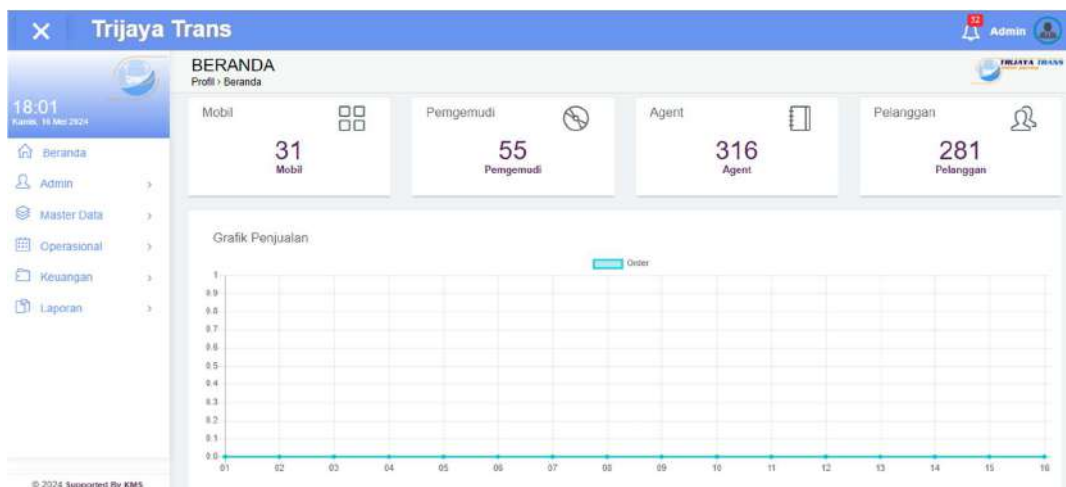 Trijaya Trans
32
Admin
18:01
Kamis, 16 Mei 2024
BERANDA
Profil > Beranda
TRIJAYA TRANS
Beranda
Admin
Master Data
Operasional
Keuangan
Laporan
© 2024 Supported By KMS
Mobil
31
Mobil
Pemgemudi
55
Pemgemudi
Agent
316
Agent
Pelanggan
281
Pelanggan
Grafik Penjualan
Order
1
0.9
0.8
0.7
0.6
0.5
0.4
0.3
0.2
0.1
0.0
01 02 03 04 05 06 07 08 09 10 11 12 13 14 15 16